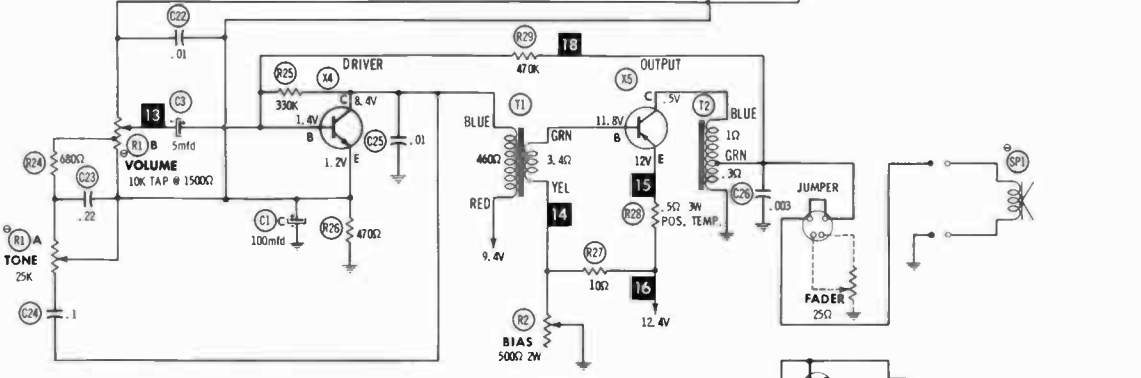 C22
.01
R29
470K
18
DRIVER
OUTPUT
R25
330K
X4
C
8.4V
1.4V
B
1.2V
E
C25
.01
13
C3
5mfd
R1 B
VOLUME
10K TAP @ 1500Ω
R24
680Ω
C23
.22
R1 A
TONE
25K
C24
.1
C1 C
100mfd
R26
470Ω
T1
BLUE
460Ω
RED
9.4V
GRN
3.4Ω
YEL
14
X5
C
.5V
11.8V
B
12V
E
15
R28
.5Ω 3W
POS. TEMP.
R27
10Ω
16
12.4V
R2
BIAS
500Ω 2W
T2
BLUE
1Ω
GRN
.3Ω
C26
.003
JUMPER
FADER
25Ω
SP1